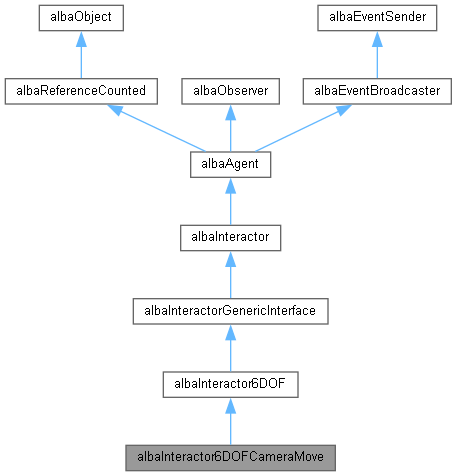 albaObject
albaEventSender
albaReferenceCounted
albaObserver
albaEventBroadcaster
albaAgent
albaInteractor
albaInteractorGenericInterface
albaInteractor6DOF
albaInteractor6DOFCameraMove